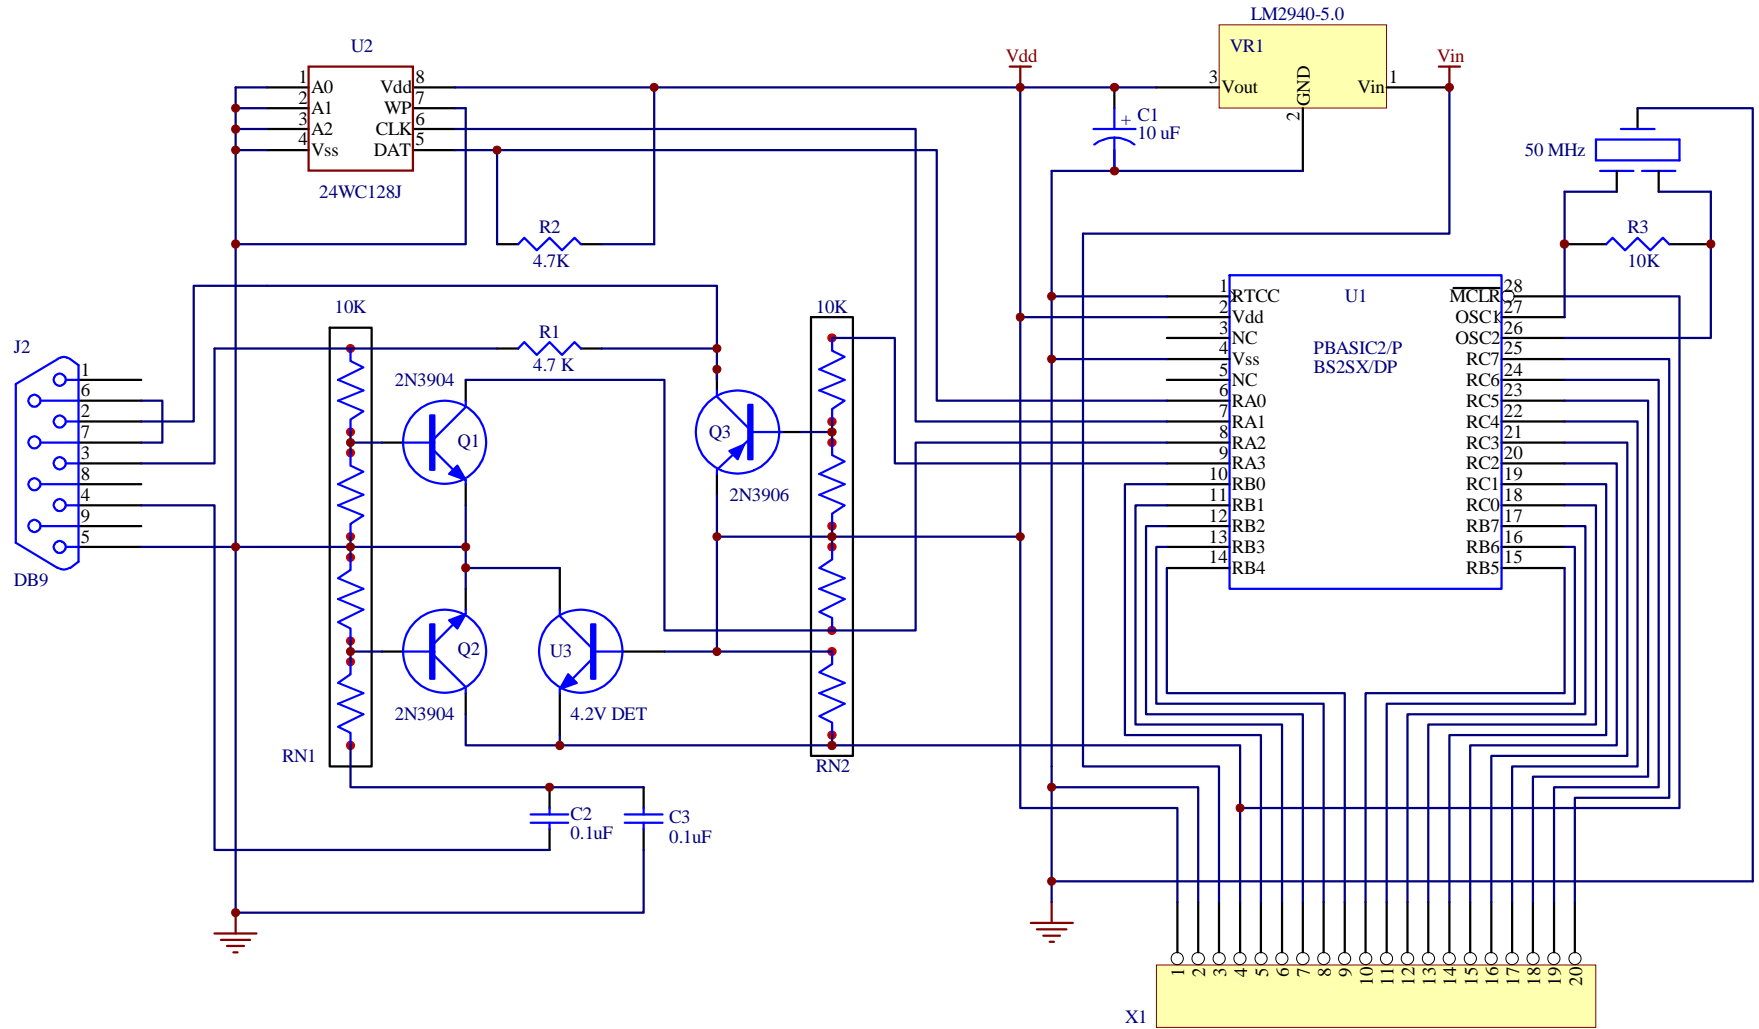 LM2940-5.0
VR1
3 Vout
GND
2
Vin 1
Vin
Vdd
C1
+
10 uF
U2
1 A0
2 A1
3 A2
4 Vss
Vdd 8
WP 7
CLK 6
DAT 5
24WC128J
R2
4.7K
50 MHz
R3
10K
10K
R1
4.7 K
10K
J2
1
6
2
7
3
8
4
9
5
DB9
2N3904
Q1
Q3
2N3906
Q2
2N3904
U3
4.2V DET
RN1
RN2
C2
0.1uF
C3
0.1uF
U1
PBASIC2/P
BS2SX/DP
1 RTCC
2 Vdd
3 NC
4 Vss
5 NC
6 RA0
7 RA1
8 RA2
9 RA3
10 RB0
11 RB1
12 RB2
13 RB3
14 RB4
MCLR 28
OSC1 27
OSC2 26
RC7 25
RC6 24
RC5 23
RC4 22
RC3 21
RC2 20
RC1 19
RC0 18
RB7 17
RB6 16
RB5 15
1 2 3 4 5 6 7 8 9 10 11 12 13 14 15 16 17 18 19 20
X1